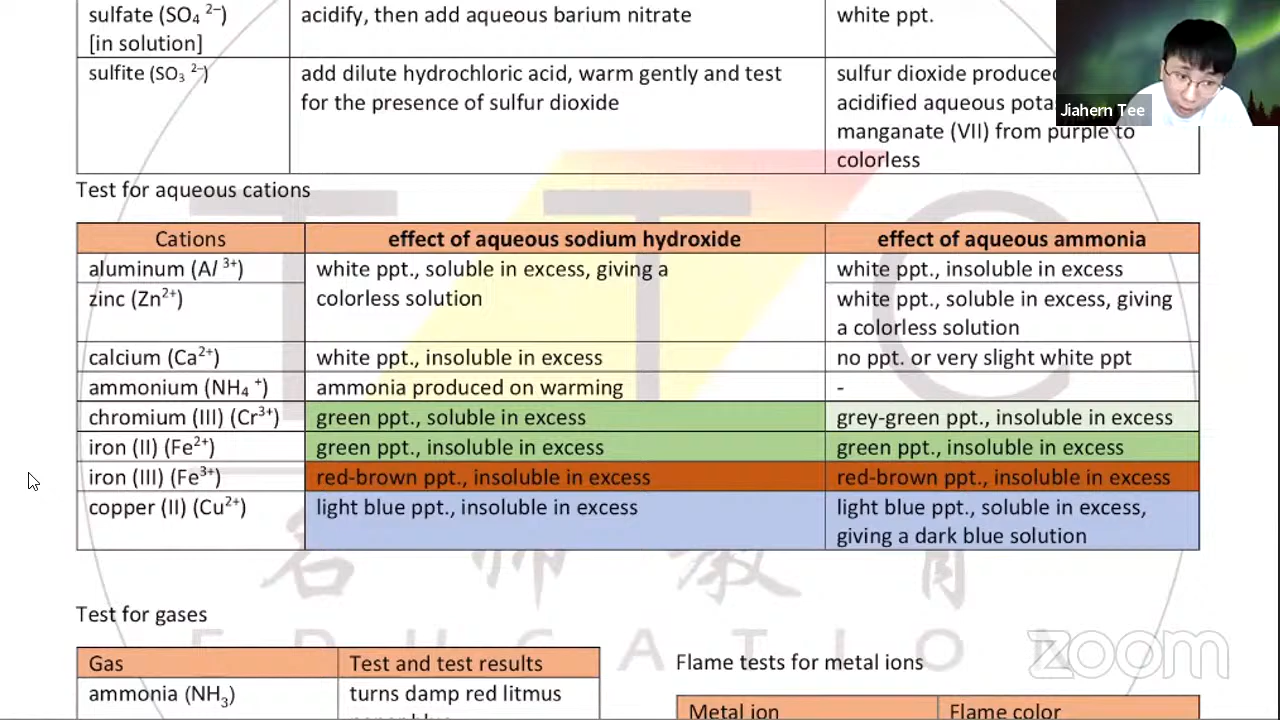 sulfate (SO₄ ²⁻)
[in solution]
acidify, then add aqueous barium nitrate
white ppt.
sulfite (SO₃ ²⁻)
add dilute hydrochloric acid, warm gently and test
for the presence of sulfur dioxide
sulfur dioxide produce
acidified aqueous
manganate (VII) from purple to
colorless
Jiahern Tee
Test for aqueous cations
Cations
effect of aqueous sodium hydroxide
effect of aqueous ammonia
aluminum (Al ³⁺)
white ppt., soluble in excess, giving a
colorless solution
white ppt., insoluble in excess
zinc (Zn²⁺)
white ppt., soluble in excess, giving
a colorless solution
calcium (Ca²⁺)
white ppt., insoluble in excess
no ppt. or very slight white ppt
ammonium (NH₄ ⁺)
ammonia produced on warming
-
chromium (III) (Cr³⁺)
green ppt., soluble in excess
grey-green ppt., insoluble in excess
iron (II) (Fe²⁺)
green ppt., insoluble in excess
green ppt., insoluble in excess
iron (III) (Fe³⁺)
red-brown ppt., insoluble in excess
red-brown ppt., insoluble in excess
copper (II) (Cu²⁺)
light blue ppt., insoluble in excess
light blue ppt., soluble in excess,
giving a dark blue solution
TTC
名师教育
EDUCATIO
Test for gases
Gas
Test and test results
ammonia (NH₃)
turns damp red litmus
Flame tests for metal ions
Metal ion
Flame color
zoom